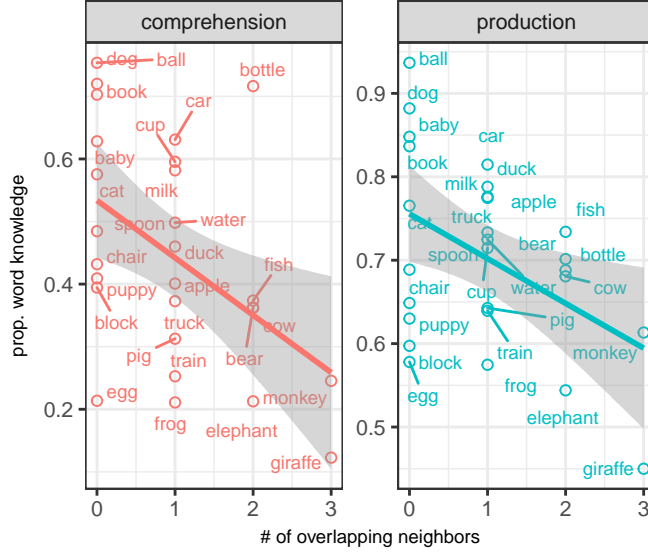 comprehension
production
prop. word knowledge
0.6
0.4
0.2
dog
ball
book
bottle
car
cup
baby
milk
cat
spoon
water
duck
fish
chair
apple
puppy
cow
block
truck
bear
pig
train
egg
monkey
frog
elephant
giraffe
0
1
2
3
0.9
0.8
0.7
0.6
0.5
ball
dog
baby
car
book
duck
milk
apple
fish
cat
truck
bear
bottle
spoon
chair
cup
water
cow
puppy
pig
block
train
monkey
egg
frog
elephant
giraffe
0
1
2
3
# of overlapping neighbors